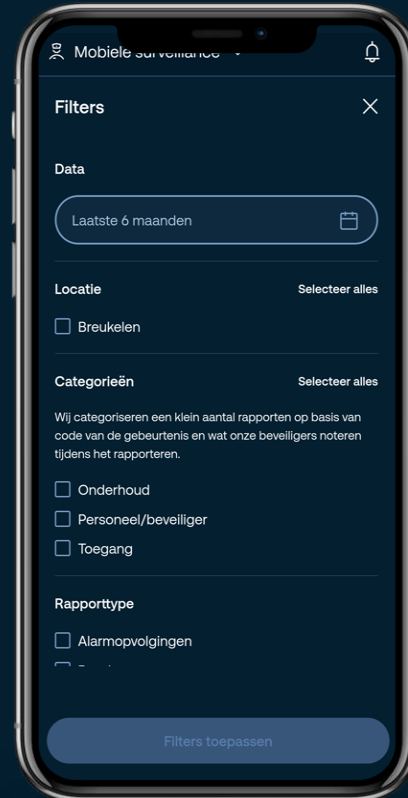 Mobiele surveillance
Filters
Data
Laatste 6 maanden
Locatie Selecteer alles
Breukelen
Categorieën Selecteer alles
Wij categoriseren een klein aantal rapporten op basis van
code van de gebeurtenis en wat onze beveiligers noteren
tijdens het rapporteren.
Onderhoud
Personeel/beveiliger
Toegang
Rapporttype
Alarmopvolgingen
Filters toepassen